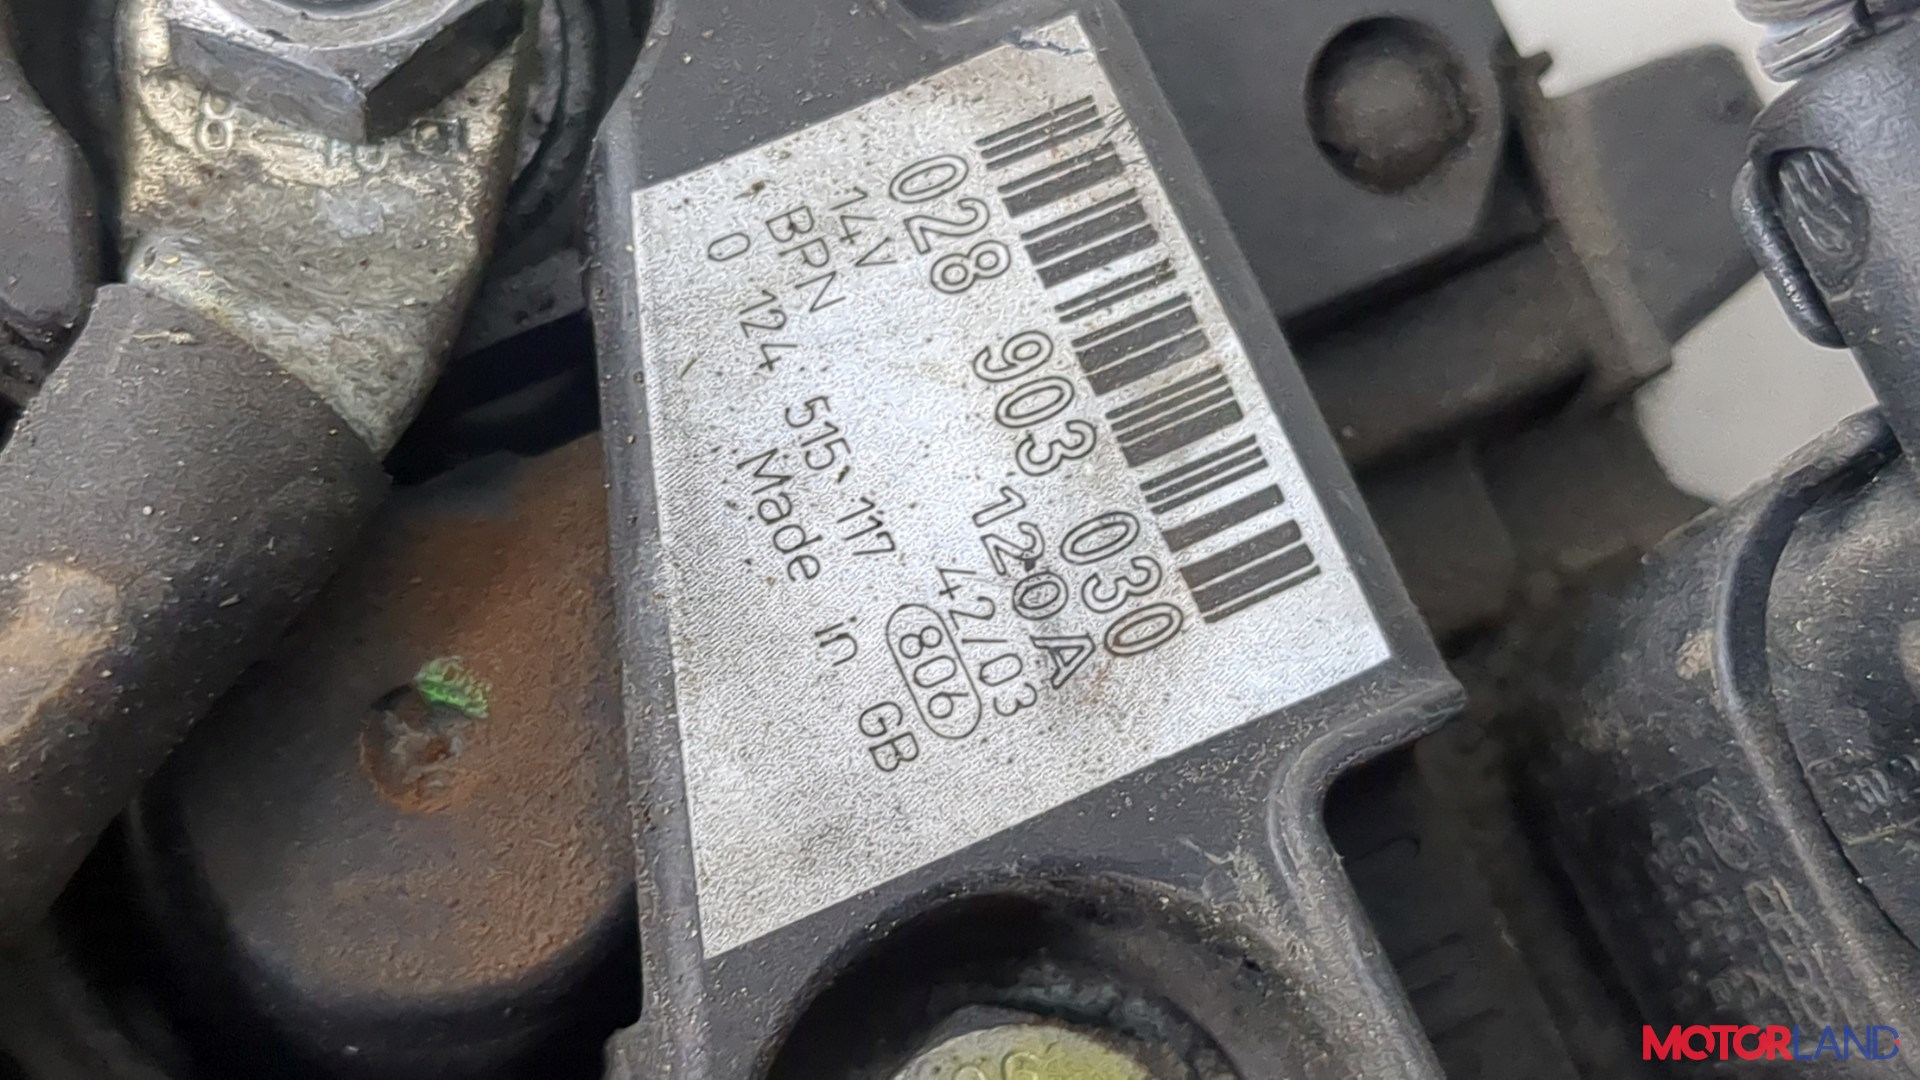 028 903 030
14V 120A
BPN 42/03
0 124 515 117 806
Made in GB
MOTORLAND